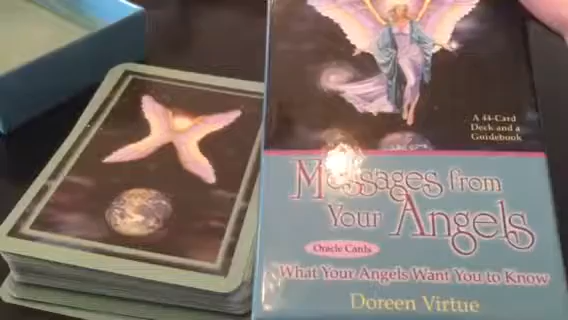 A 44-Card
Deck and a
Guidebook
Messages from
Your Angels
Oracle Cards
What Your Angels Want You to Know
Doreen Virtue